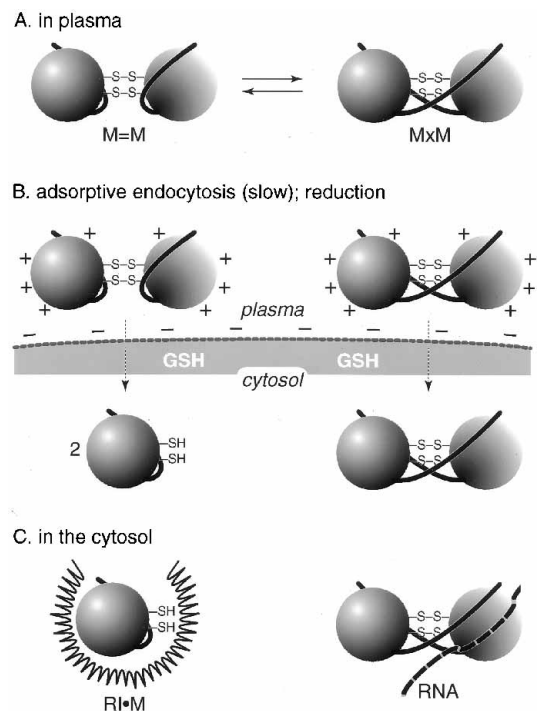 A. in plasma
S–S S–S
S–S S–S
M=M MxM
B. adsorptive endocytosis (slow); reduction
+ + + + + +
S–S S–S
+ + + +
S–S S–S
+ + + +
+ + plasma + +
– – – – – – – –
GSH GSH
cytosol
2 –SH S–S
–SH S–S
C. in the cytosol
–SH S–S
–SH S–S
RI•M RNA